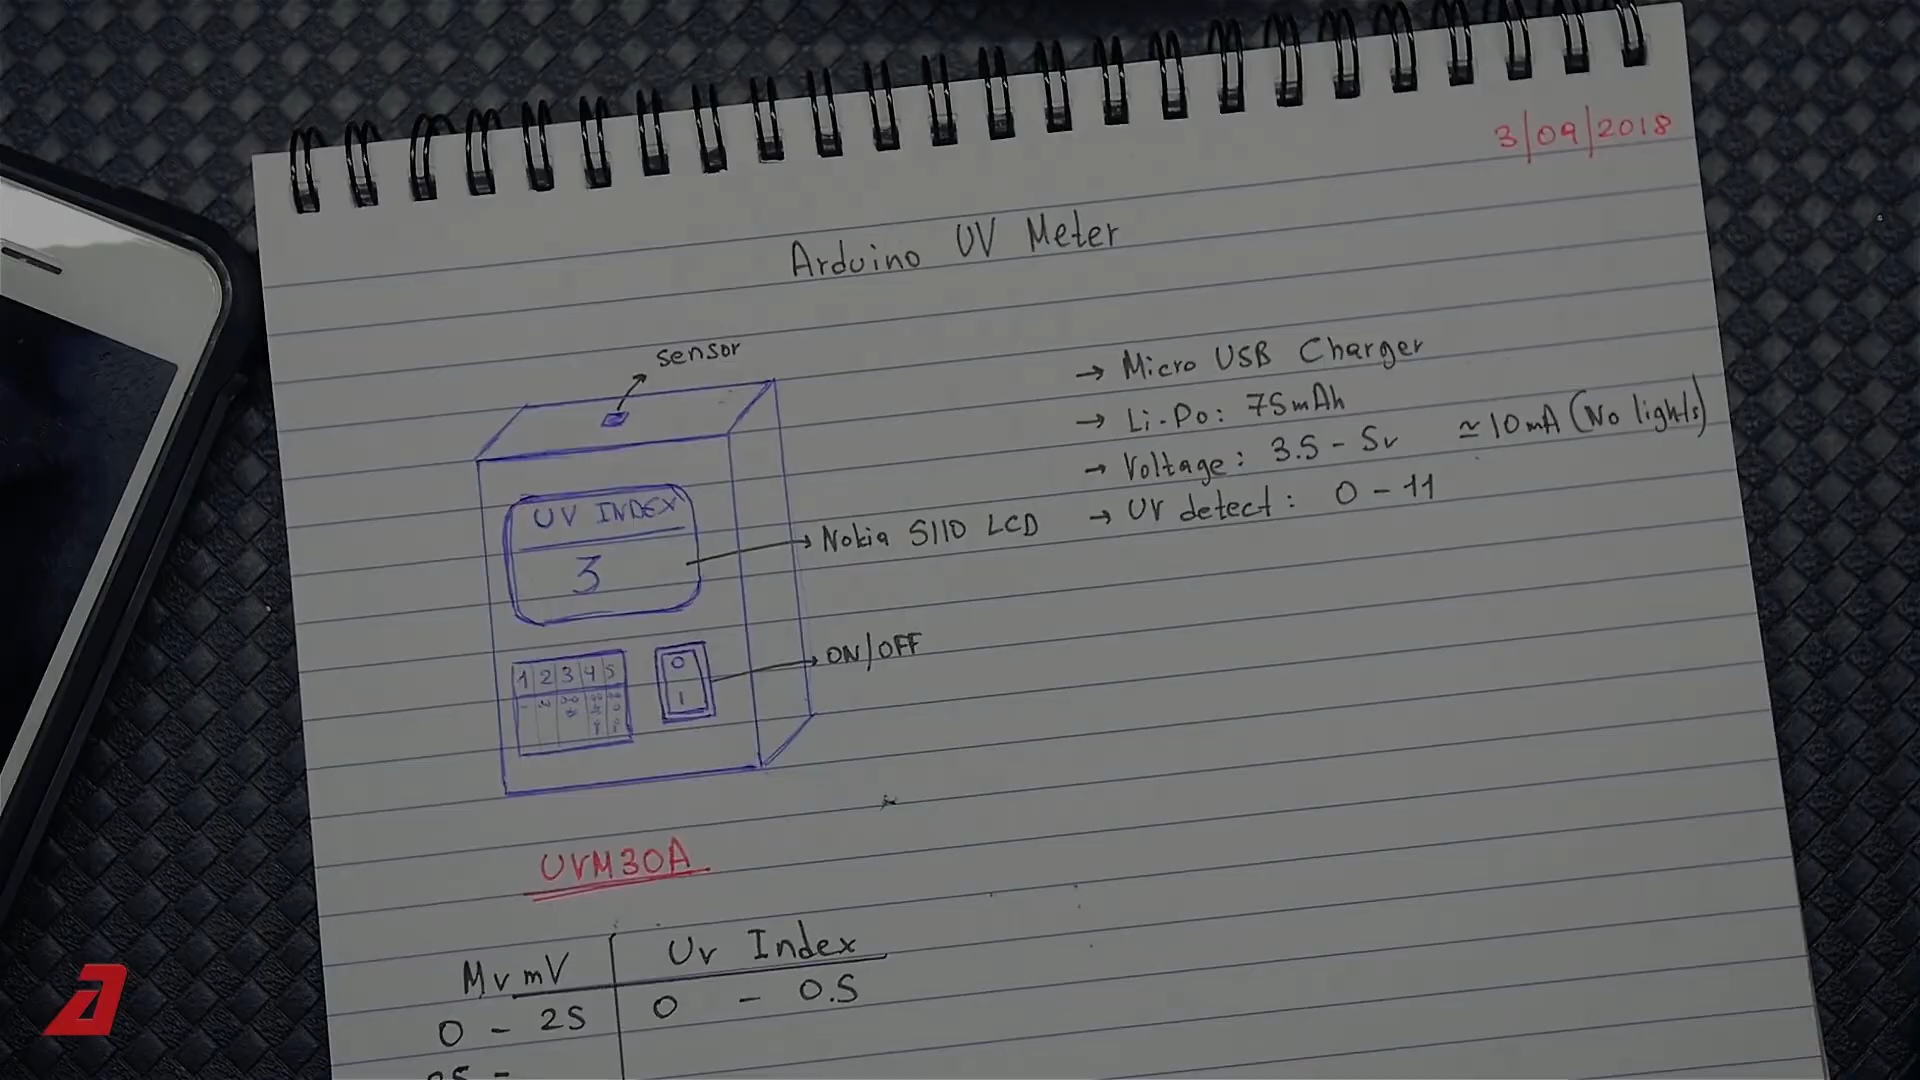 3/09/2018
Arduino UV Meter
sensor
→ Micro USB Charger
→ Li-Po: 75mAh
→ Voltage: 3.5 - 5v ≃ 10mA (No lights)
→ UV detect: 0 - 11
UV INDEX
3
Nokia 5110 LCD
1 2 3 4 5
0
1
ON/OFF
UVM30A
Mv mV Uv Index
0 - 25 0 - 0.5